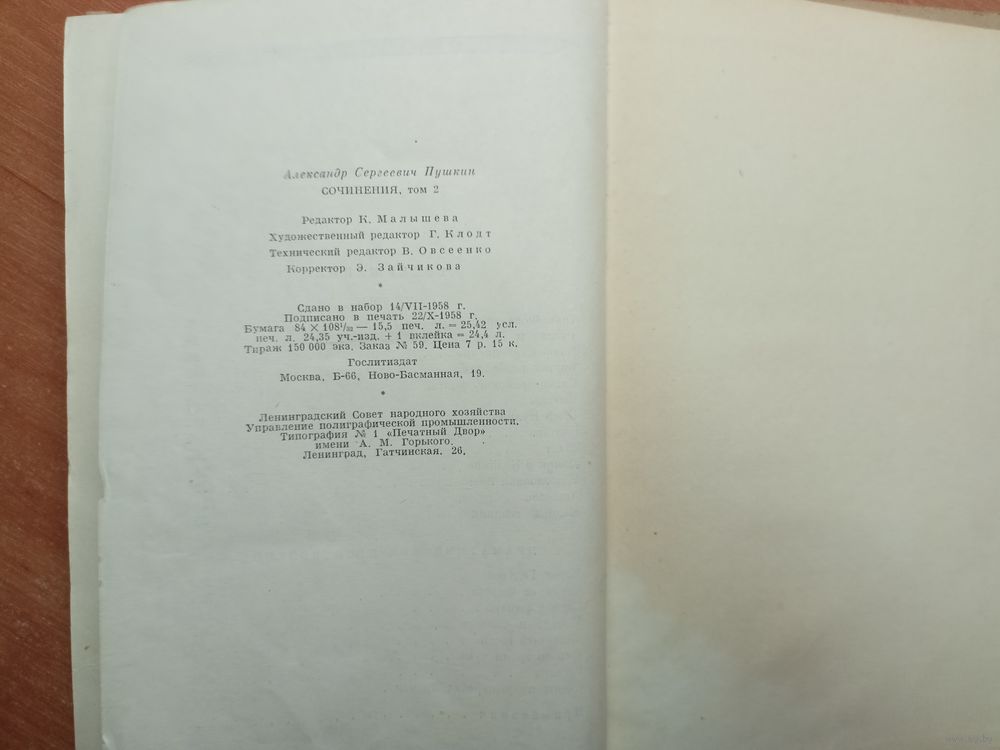 Александр Сергеевич Пушкин
СОЧИНЕНИЯ, том 2
Редактор К. Малышева
Художественный редактор Г. Клодт
Технический редактор В. Овсеенко
Корректор Э. Зайчикова
*
Сдано в набор 14/VII-1958 г.
Подписано в печать 22/X-1958 г.
Бумага 84 × 108¹/₃₂ — 15,5 печ. л. = 25,42 усл.
печ. л. 24,35 уч.-изд. + 1 вклейка = 24,4 л.
Тираж 150 000 экз. Заказ № 59. Цена 7 р. 15 к.
Гослитиздат
Москва, Б-66, Ново-Басманная, 19.
*
Ленинградский Совет народного хозяйства
Управление полиграфической промышленности.
Типография № 1 «Печатный Двор»
имени А. М. Горького.
Ленинград, Гатчинская, 26.